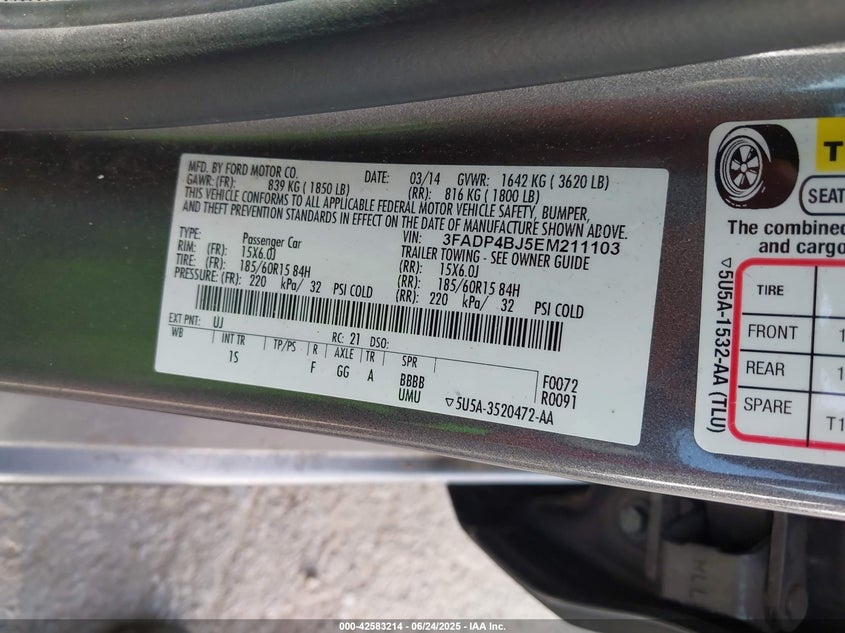 MFD. BY FORD MOTOR CO.
DATE: 03/14 GVWR: 1642 KG ( 3620 LB)
GAWR: (FR): 839 KG ( 1850 LB) (RR): 816 KG ( 1800 LB)
THIS VEHICLE CONFORMS TO ALL APPLICABLE FEDERAL MOTOR VEHICLE SAFETY, BUMPER,
AND THEFT PREVENTION STANDARDS IN EFFECT ON THE DATE OF MANUFACTURE SHOWN ABOVE.
VIN: 3FADP4BJ5EM211103
TYPE: Passenger Car TRAILER TOWING - SEE OWNER GUIDE
RIM: (FR): 15X6.0J (RR): 15X6.0J
TIRE: (FR): 185/60R15 84H (RR): 185/60R15 84H
PRESSURE: (FR): 220 kPa/ 32 PSI COLD (RR): 220 kPa/ 32 PSI COLD
EXT PNT: UJ RC: 21 DSO:
WB INT TR TP/PS R AXLE TR SPR
1S F GG A BBBB F0072
UMU R0091
▽5U5A-3520472-AA
T
SEAT
The combined
and cargo
TIRE
FRONT 1
REAR 1
SPARE T1
▽5U5A-1532-AA (TLU)
000-42583214 - 06/24/2025 - IAA Inc.